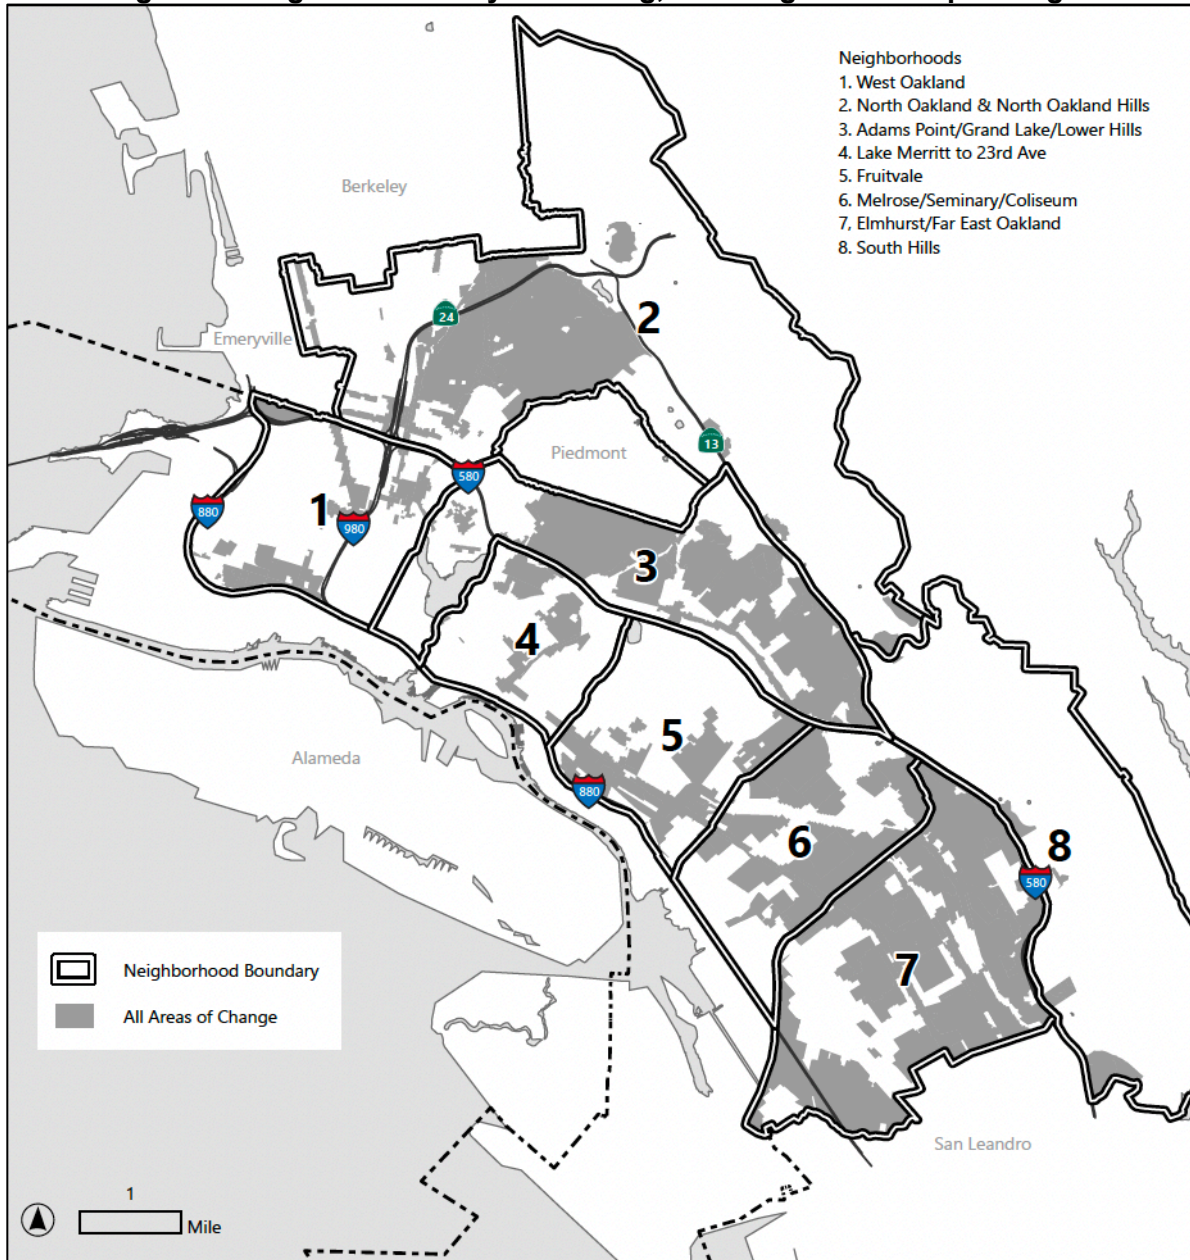 Neighborhoods
1. West Oakland
2. North Oakland & North Oakland Hills
3. Adams Point/Grand Lake/Lower Hills
4. Lake Merritt to 23rd Ave
5. Fruitvale
6. Melrose/Seminary/Coliseum
7, Elmhurst/Far East Oakland
8. South Hills
Berkeley
24
2
Emeryville
13
Piedmont
580
880
1
980
3
4
5
Alameda
880
6
8
580
7
Neighborhood Boundary
All Areas of Change
San Leandro
1
Mile